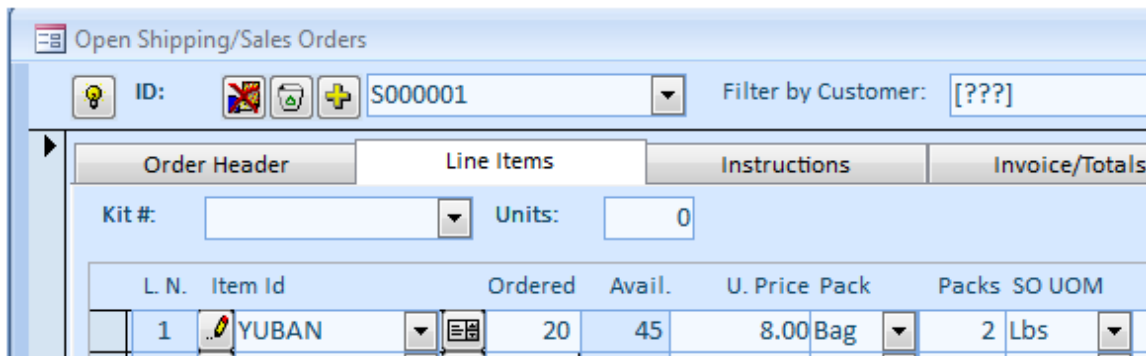 Open Shipping/Sales Orders
ID: S000001 Filter by Customer: [???]
Order Header Line Items Instructions Invoice/Totals
Kit #: Units: 0
L. N. Item Id Ordered Avail. U. Price Pack Packs SO UOM
1 YUBAN 20 45 8.00 Bag 2 Lbs